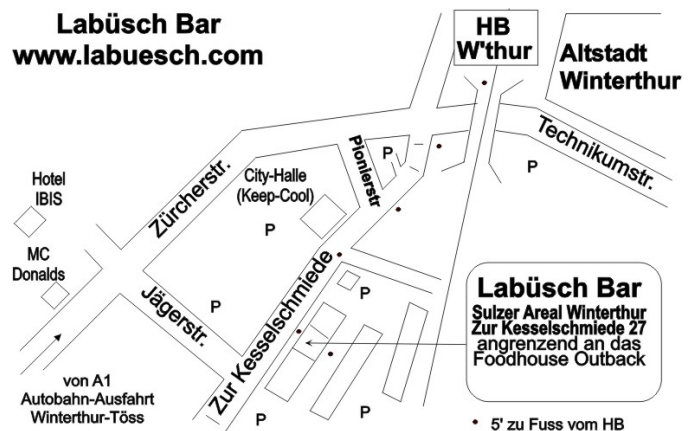 Labüsch Bar
www.labuesch.com
HB
W'thur
Altstadt
Winterthur
Technikumstr.
Pionierstr
P
P
Zürcherstr.
City-Halle
(Keep-Cool)
P
Hotel
IBIS
MC
Donalds
Jägerstr.
P
Zur Kesselschmiede
P
Labüsch Bar
Sulzer Areal Winterthur
Zur Kesselschmiede 27
angrenzend an das
Foodhouse Outback
von A1
Autobahn-Ausfahrt
Winterthur-Töss
P
P
5' zu Fuss vom HB